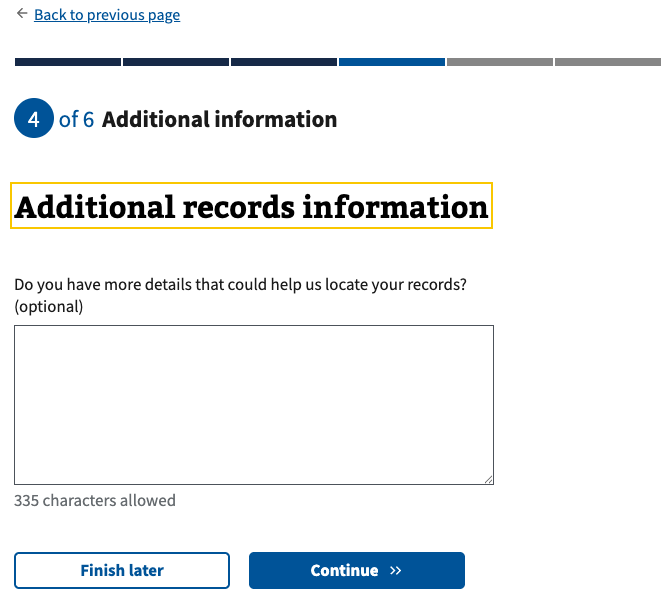 Back to previous page
4 of 6 Additional information
Additional records information
Do you have more details that could help us locate your records?
(optional)
335 characters allowed
Finish later
Continue